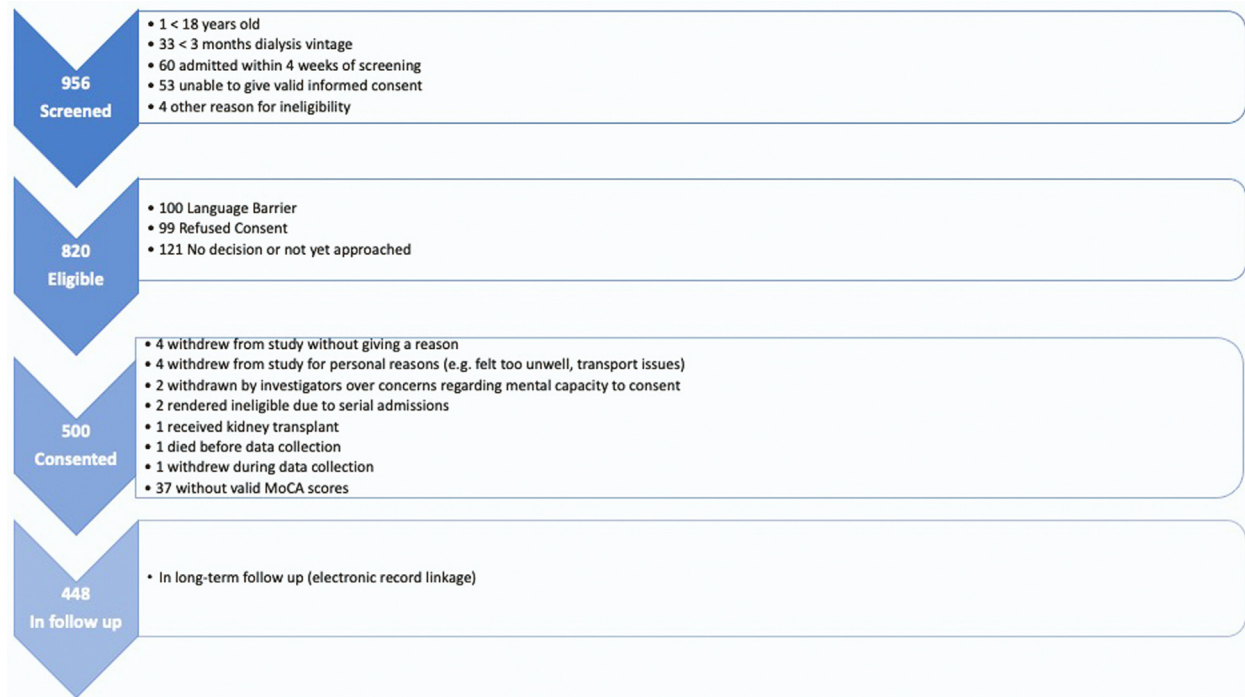 956
Screened
• 1 < 18 years old
• 33 < 3 months dialysis vintage
• 60 admitted within 4 weeks of screening
• 53 unable to give valid informed consent
• 4 other reason for ineligibility
820
Eligible
• 100 Language Barrier
• 99 Refused Consent
• 121 No decision or not yet approached
500
Consented
• 4 withdrew from study without giving a reason
• 4 withdrew from study for personal reasons (e.g. felt too unwell, transport issues)
• 2 withdrawn by investigators over concerns regarding mental capacity to consent
• 2 rendered ineligible due to serial admissions
• 1 received kidney transplant
• 1 died before data collection
• 1 withdrew during data collection
• 37 without valid MoCA scores
448
In follow up
• In long-term follow up (electronic record linkage)